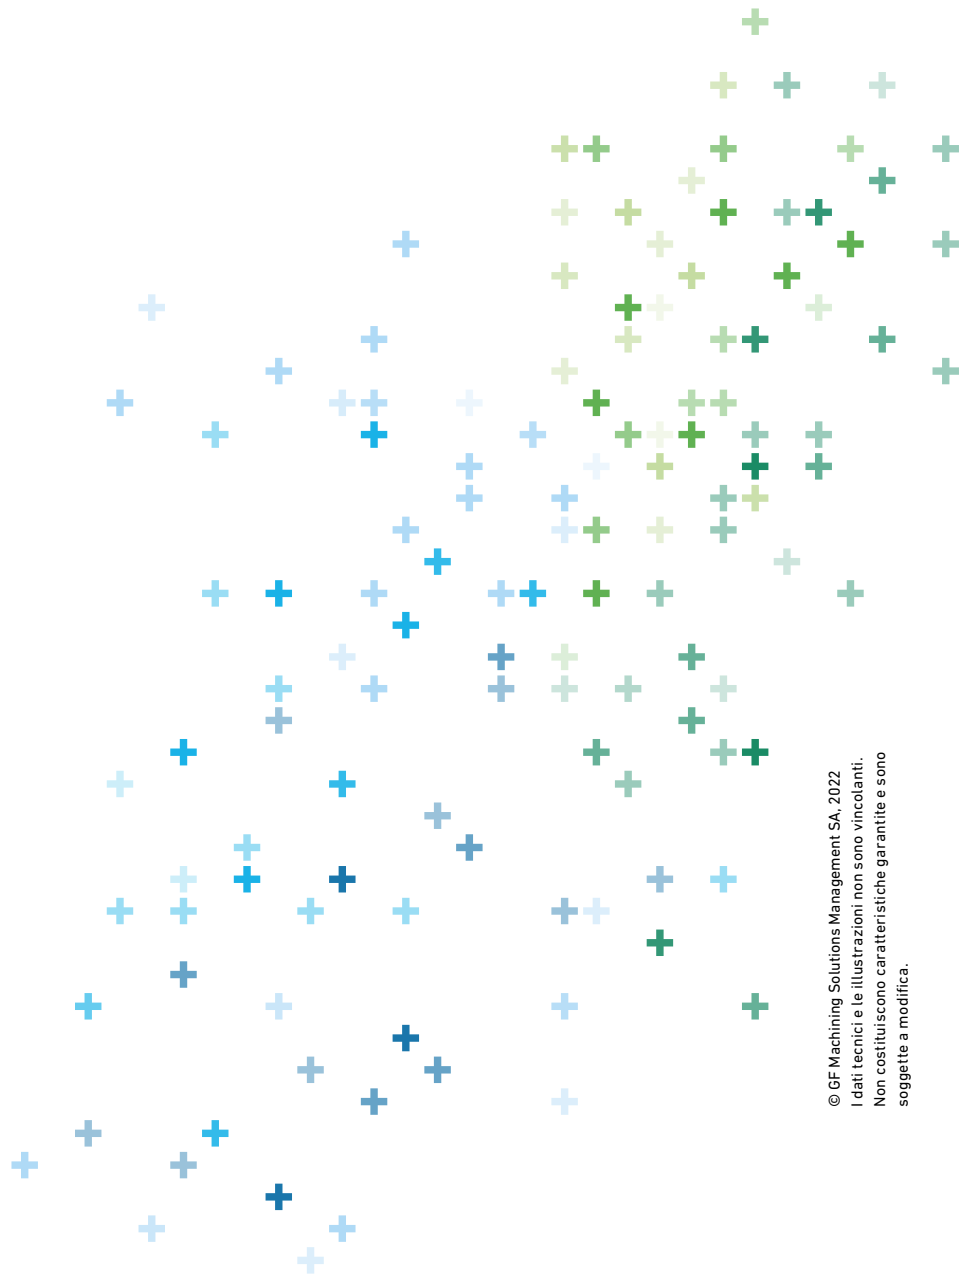 © GF Machining Solutions Management SA, 2022
I dati tecnici e le illustrazioni non sono vincolanti.
Non costituiscono caratteristiche garantite e sono
soggette a modifica.